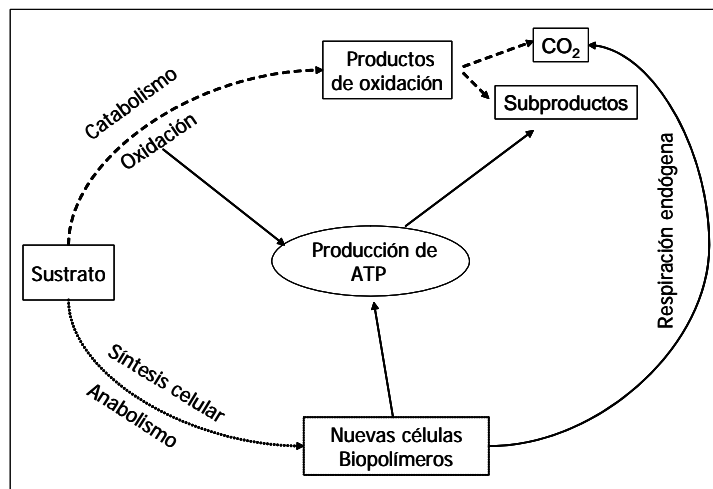 Productos
de oxidación
CO₂
Subproductos
Catabolismo
Oxidación
Respiración endógena
Producción de
ATP
Sustrato
Síntesis celular
Anabolismo
Nuevas células
Biopolímeros